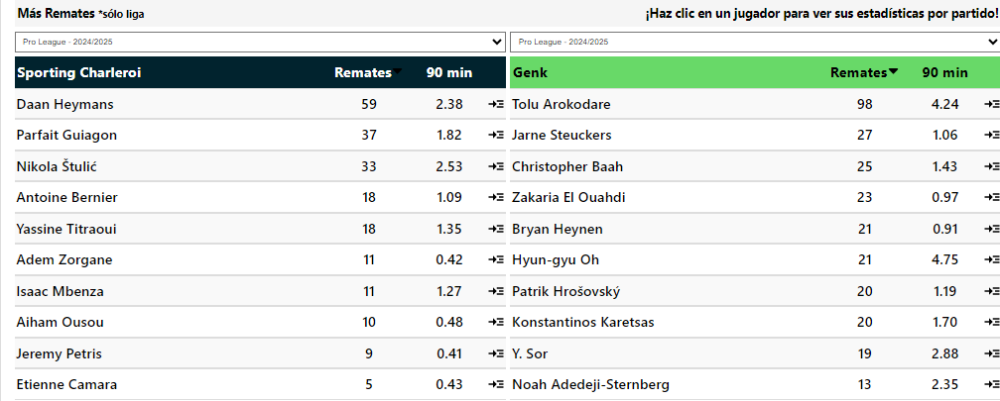 Más Remates *sólo liga ¡Haz clic en un jugador para ver sus estadísticas por partido!
Pro League - 2024/2025 Pro League - 2024/2025
Sporting Charleroi Remates 90 min Genk Remates 90 min
Daan Heymans 59 2.38 Tolu Arokodare 98 4.24
Parfait Guiagon 37 1.82 Jarne Steuckers 27 1.06
Nikola Štulić 33 2.53 Christopher Baah 25 1.43
Antoine Bernier 18 1.09 Zakaria El Ouahdi 23 0.97
Yassine Titraoui 18 1.35 Bryan Heynen 21 0.91
Adem Zorgane 11 0.42 Hyun-gyu Oh 21 4.75
Isaac Mbenza 11 1.27 Patrik Hrošovský 20 1.19
Aiham Ousou 10 0.48 Konstantinos Karetsas 20 1.70
Jeremy Petris 9 0.41 Y. Sor 19 2.88
Etienne Camara 5 0.43 Noah Adedeji-Sternberg 13 2.35